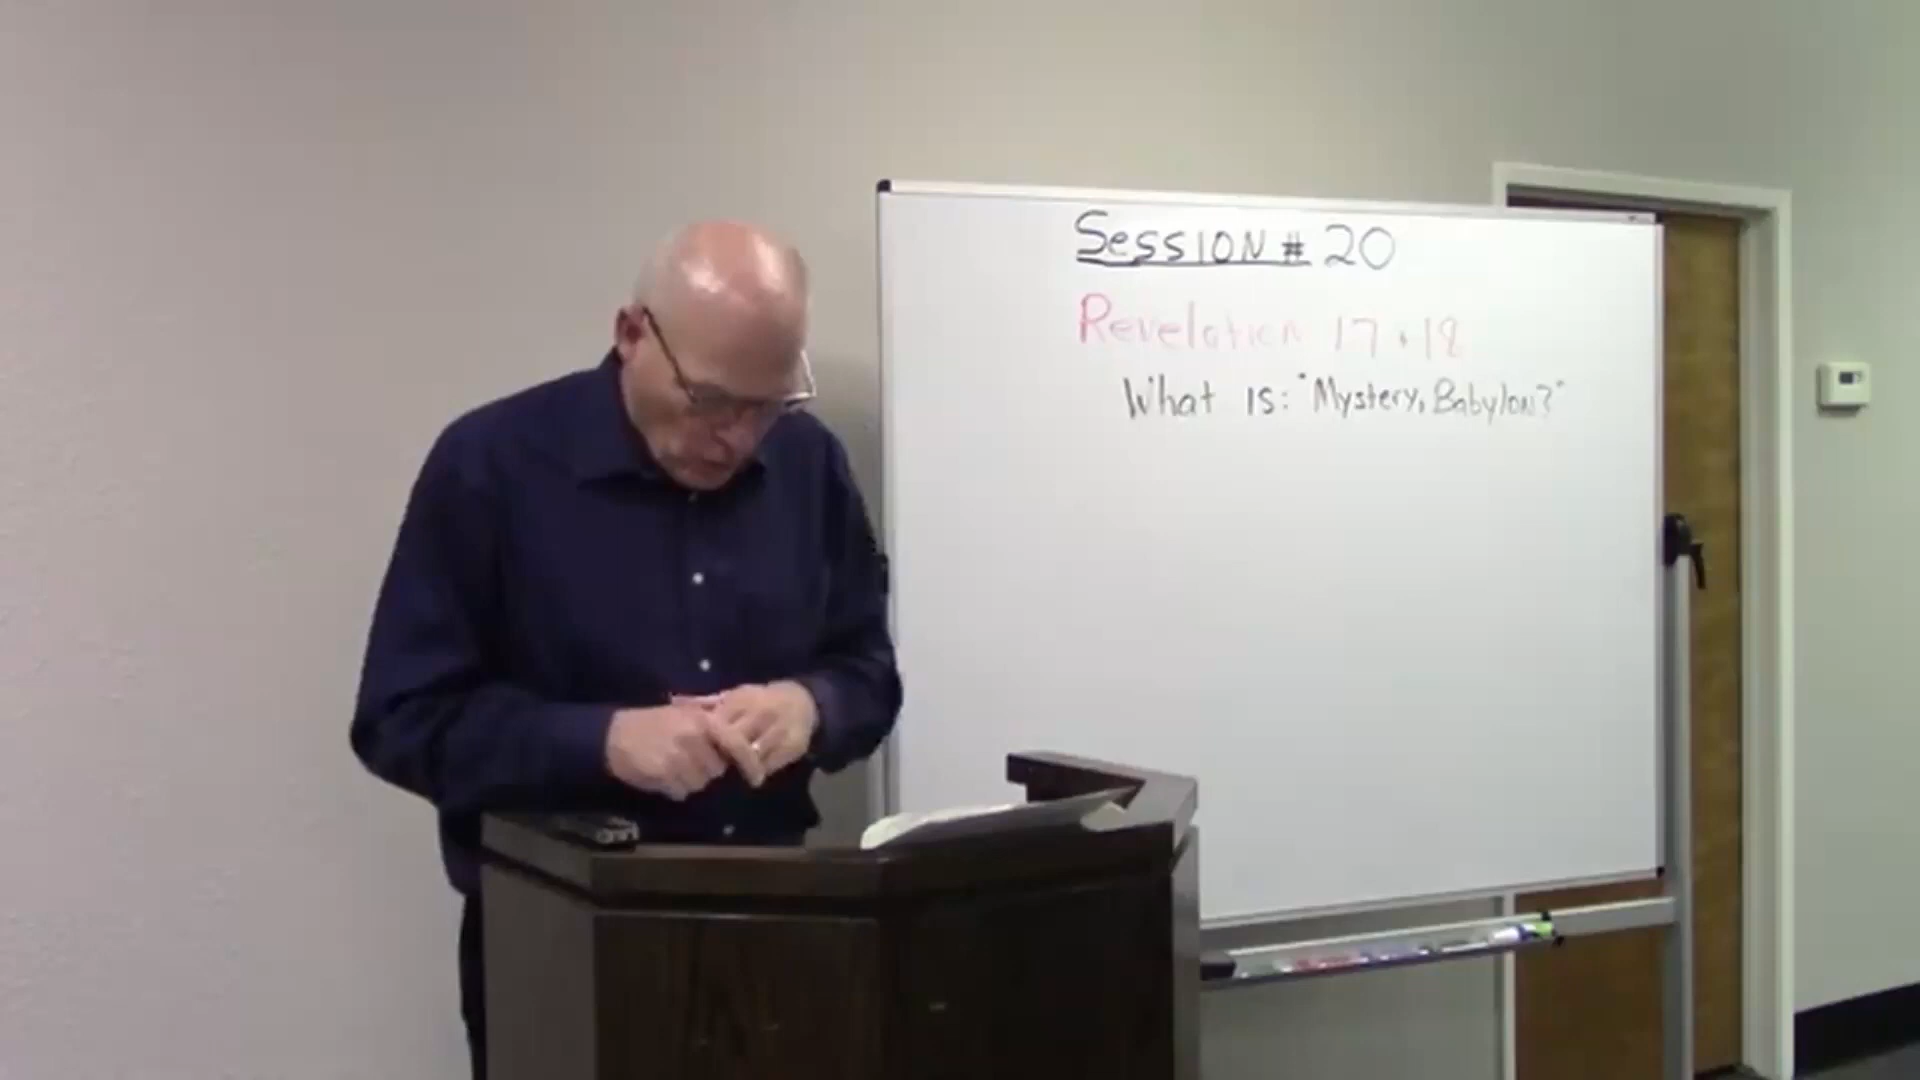 Session # 20
Revelation 17 & 18
What is: "Mystery, Babylon?"